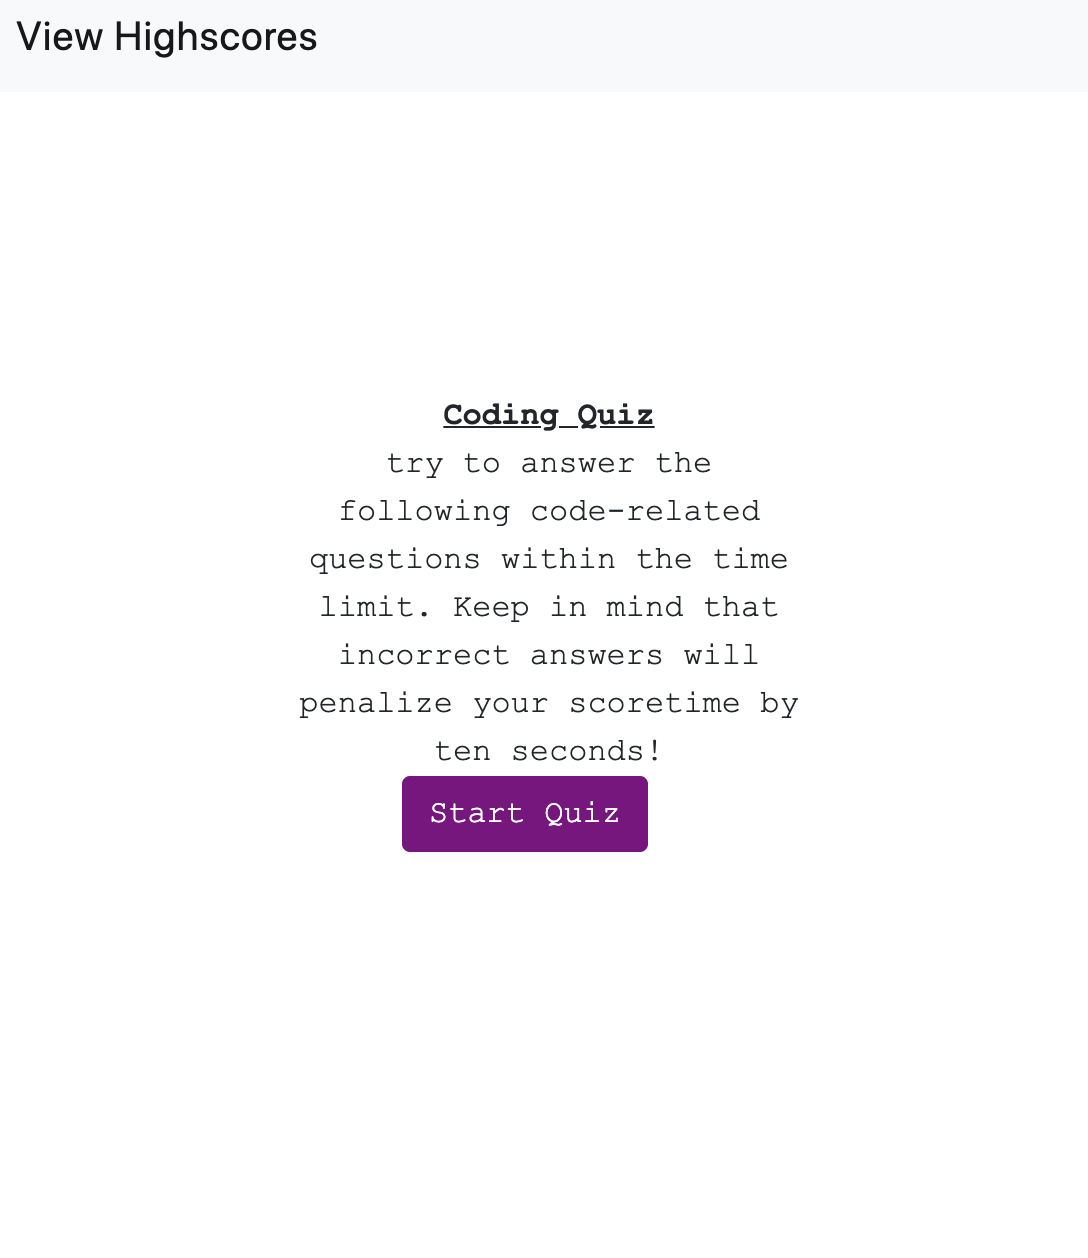 View Highscores
Coding Quiz
try to answer the
following code-related
questions within the time
limit. Keep in mind that
incorrect answers will
penalize your scoretime by
ten seconds!
Start Quiz